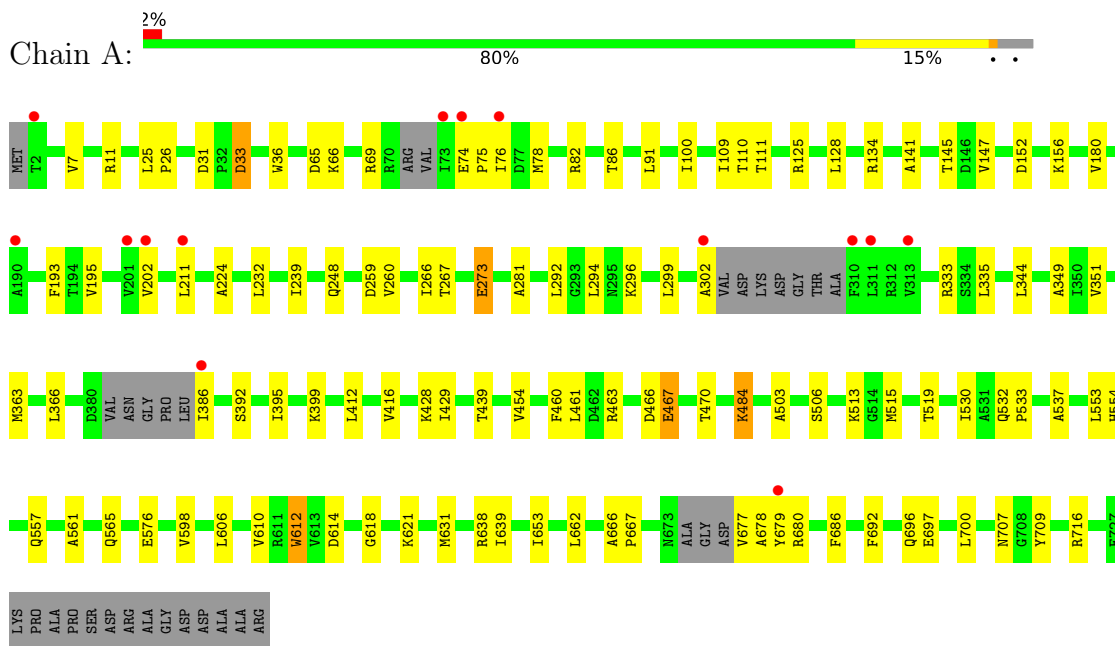 2%
Chain A:
80% 15% • •
MET T2 V7 R11 L25 P26 D31 P32 D33 W36 D65 K66 R69 R70 ARG VAL I73 E74 P75 I76 D77 M78 R82 T86 L91 I100 I109 T110 T111 R125 L128 R134 A141 T145 D146 V147 D152 K156 V180
A190 F193 T194 V195 V201 V202 L211 A224 L232 I239 Q248 D259 V260 I266 T267 E273 A281 L292 G293 L294 N295 K296 L299 A302 VAL ASP LYS ASP GLY THR ALA F310 L311 R312 V313 R333 S334 L335 L344 A349 I350 V351
M363 L366 D380 VAL ASN GLY PRO LEU I386 S392 I395 K399 L412 V416 K428 I429 T439 V454 F460 L461 D462 R463 D466 E467 T470 K484 A503 S506 K513 G514 M515 T519 I530 A531 Q532 P533 A537 L553
Q557 A561 Q565 E576 V598 L606 V610 R611 W612 V613 D614 G618 K621 M631 R638 I639 I653 L662 A666 P667 N673 ALA GLY ASP V677 A678 Y679 R680 F686 F692 Q696 E697 L700 N707 G708 Y709 R716
LYS PRO ALA PRO SER ASP ARG ALA GLY ASP ASP ALA ALA ARG